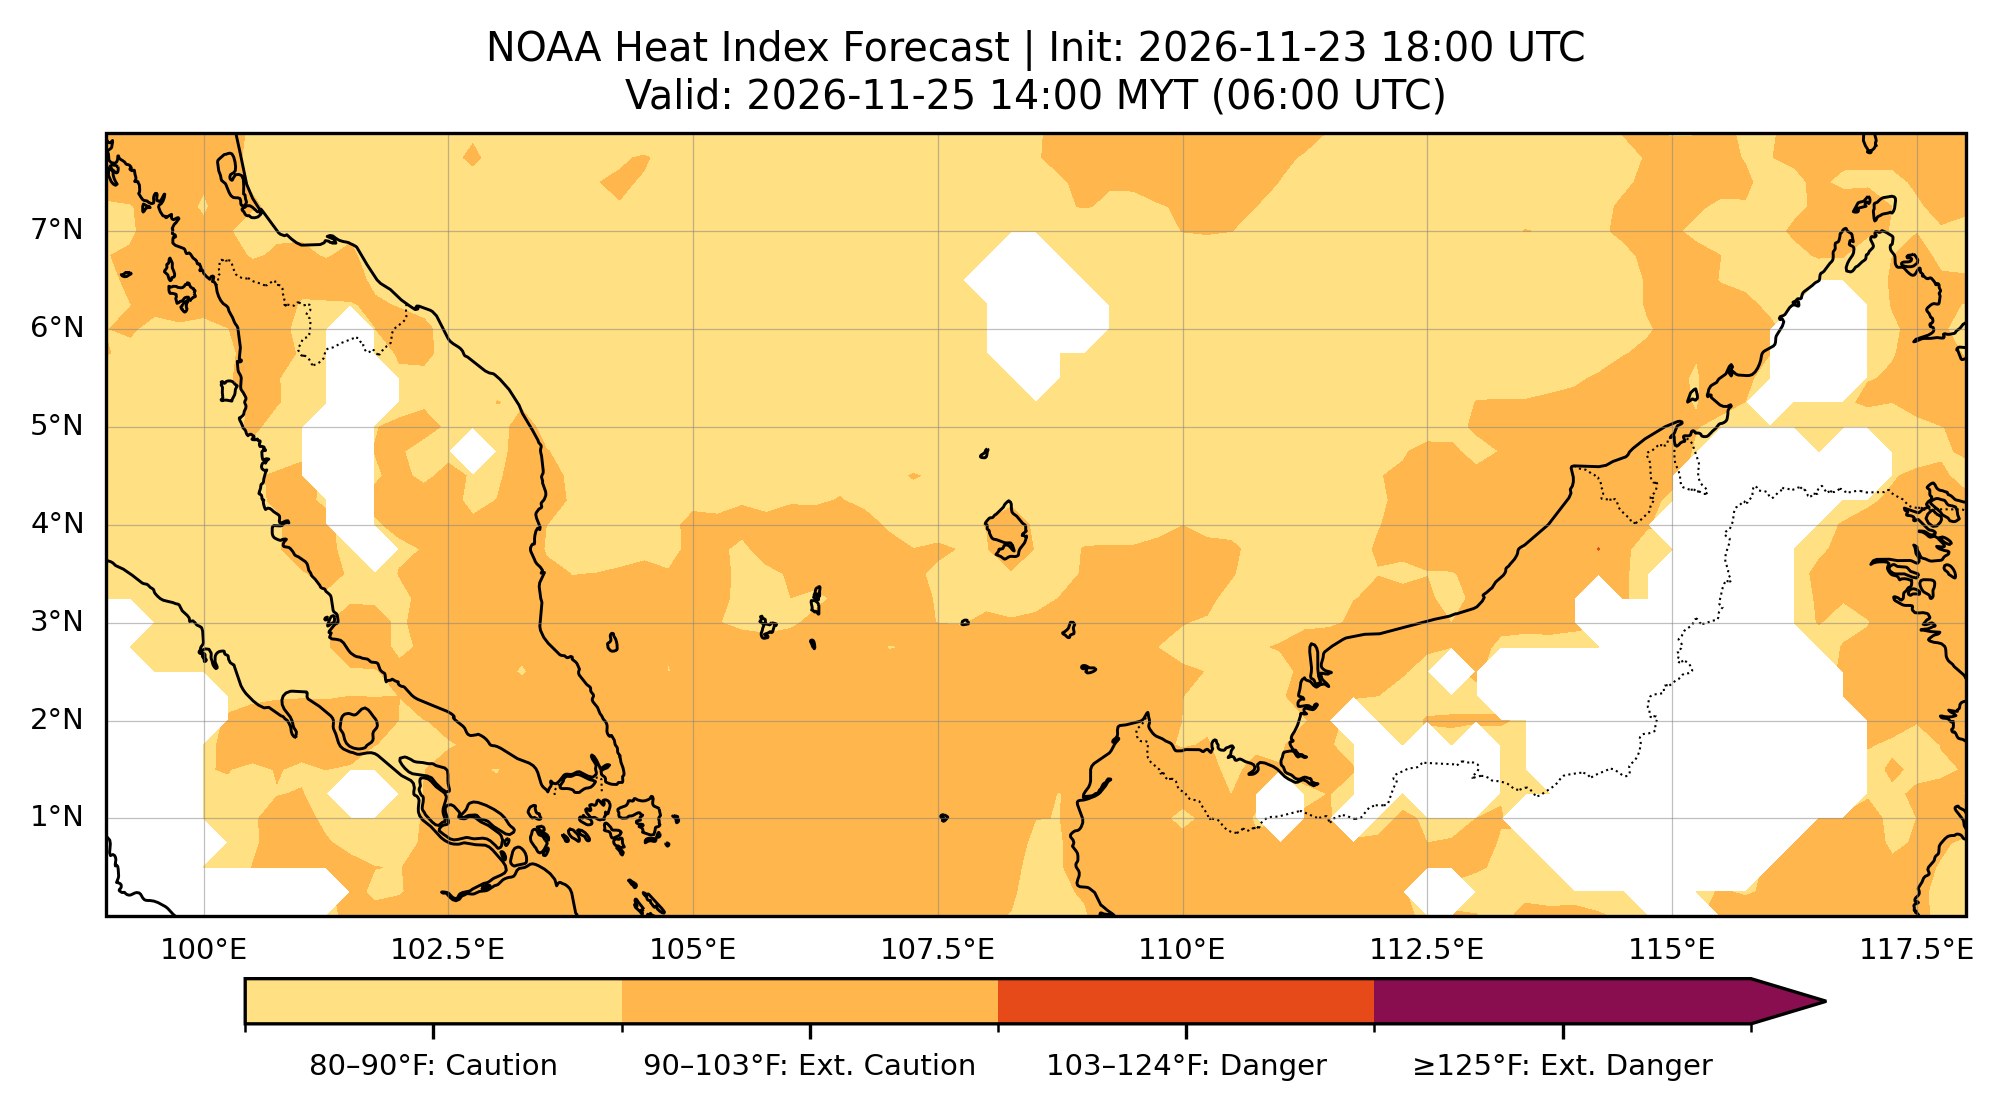 NOAA Heat Index Forecast | Init: 2026-11-23 18:00 UTC
Valid: 2026-11-25 14:00 MYT (06:00 UTC)
7°N
6°N
5°N
4°N
3°N
2°N
1°N
100°E
102.5°E
105°E
107.5°E
110°E
112.5°E
115°E
117.5°E
80–90°F: Caution
90–103°F: Ext. Caution
103–124°F: Danger
≥125°F: Ext. Danger